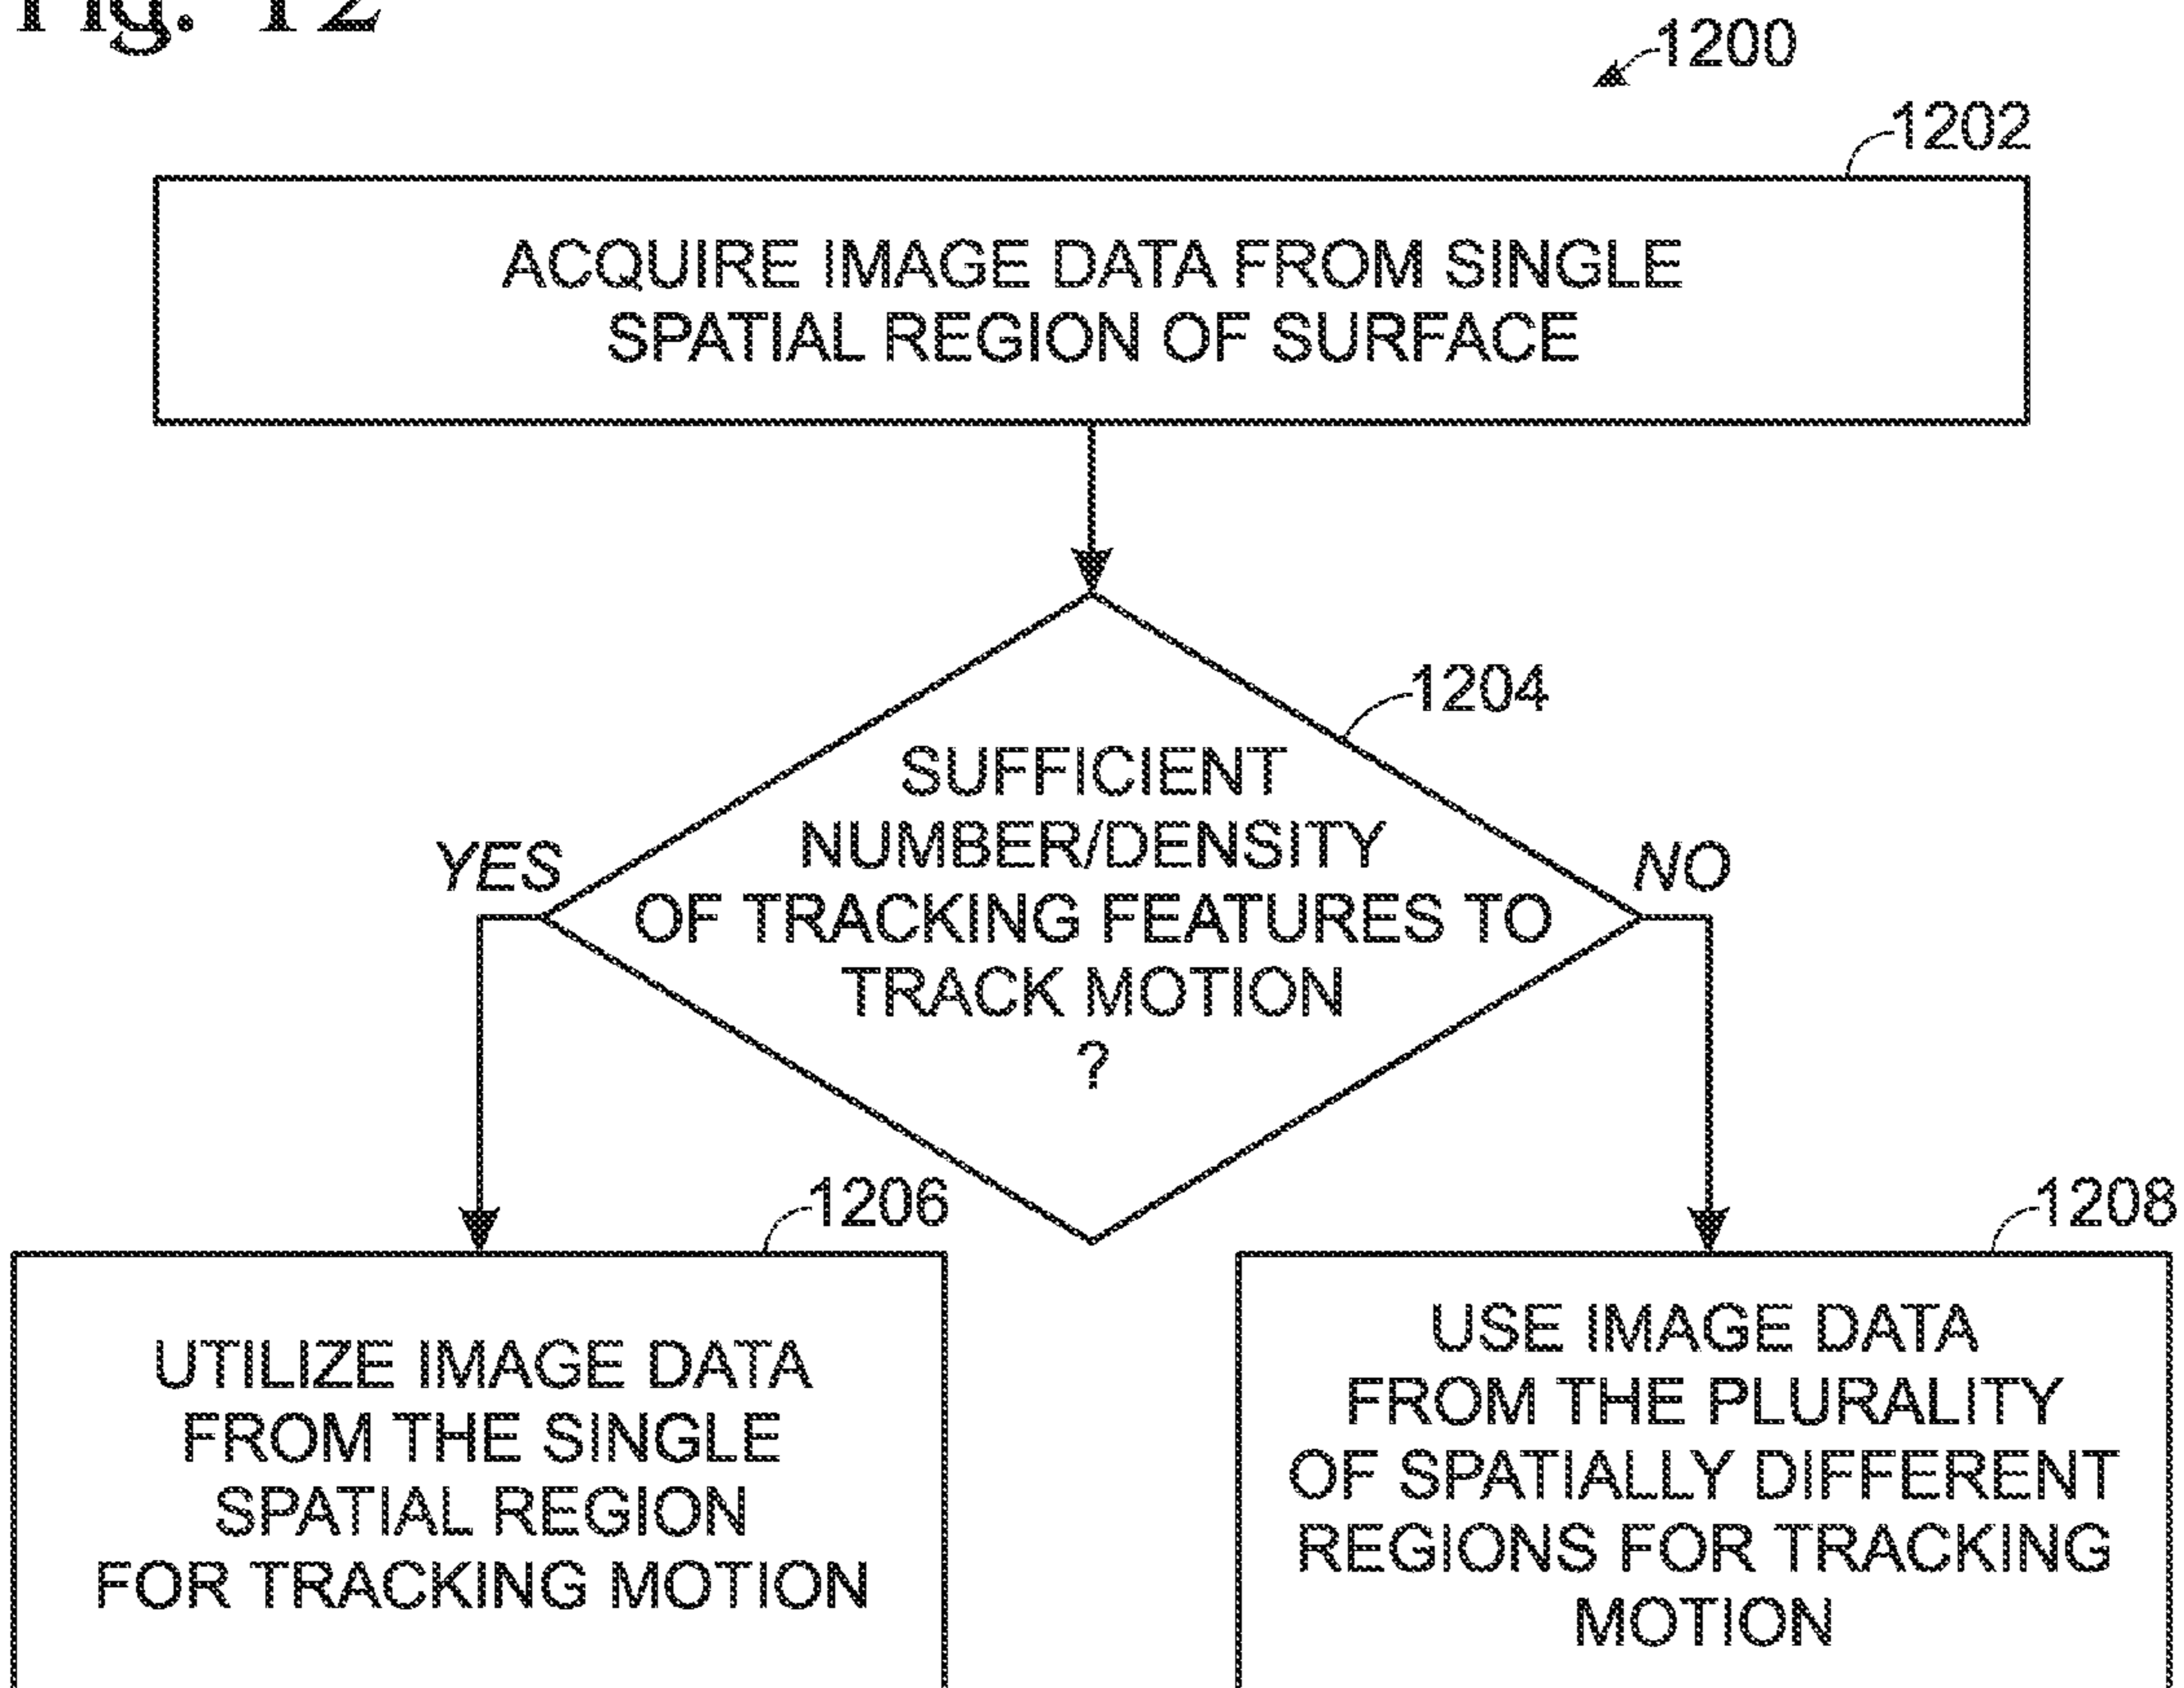 Fig. 12
1200
1202
ACQUIRE IMAGE DATA FROM SINGLE
SPATIAL REGION OF SURFACE
1204
SUFFICIENT
NUMBER/DENSITY
OF TRACKING FEATURES TO
TRACK MOTION
?
YES
NO
1206
UTILIZE IMAGE DATA
FROM THE SINGLE
SPATIAL REGION
FOR TRACKING MOTION
1208
USE IMAGE DATA
FROM THE PLURALITY
OF SPATIALLY DIFFERENT
REGIONS FOR TRACKING
MOTION